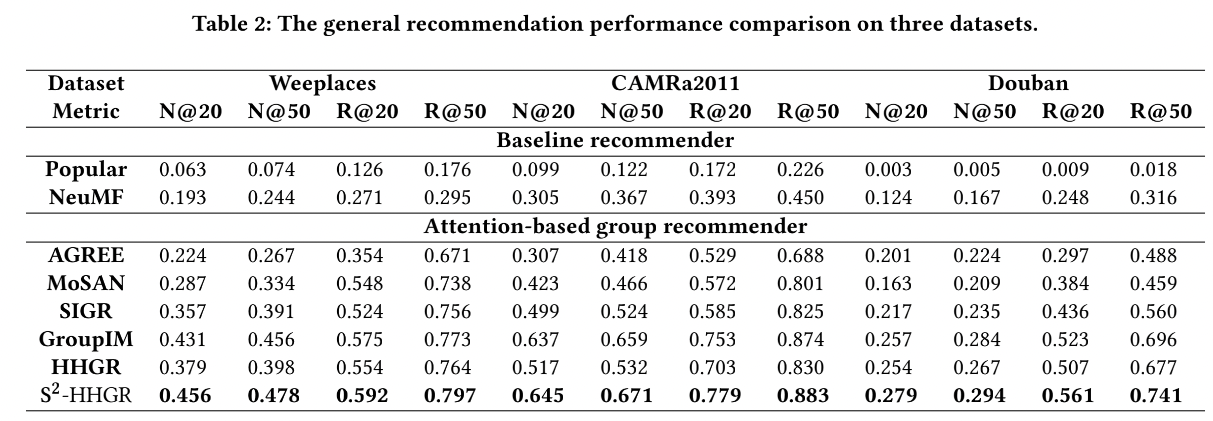 Table 2: The general recommendation performance comparison on three datasets.
Dataset Weeplaces CAMRa2011 Douban
Metric N@20 N@50 R@20 R@50 N@20 N@50 R@20 R@50 N@20 N@50 R@20 R@50
Baseline recommender
Popular 0.063 0.074 0.126 0.176 0.099 0.122 0.172 0.226 0.003 0.005 0.009 0.018
NeuMF 0.193 0.244 0.271 0.295 0.305 0.367 0.393 0.450 0.124 0.167 0.248 0.316
Attention-based group recommender
AGREE 0.224 0.267 0.354 0.671 0.307 0.418 0.529 0.688 0.201 0.224 0.297 0.488
MoSAN 0.287 0.334 0.548 0.738 0.423 0.466 0.572 0.801 0.163 0.209 0.384 0.459
SIGR 0.357 0.391 0.524 0.756 0.499 0.524 0.585 0.825 0.217 0.235 0.436 0.560
GroupIM 0.431 0.456 0.575 0.773 0.637 0.659 0.753 0.874 0.257 0.284 0.523 0.696
HHGR 0.379 0.398 0.554 0.764 0.517 0.532 0.703 0.830 0.254 0.267 0.507 0.677
S²-HHGR 0.456 0.478 0.592 0.797 0.645 0.671 0.779 0.883 0.279 0.294 0.561 0.741